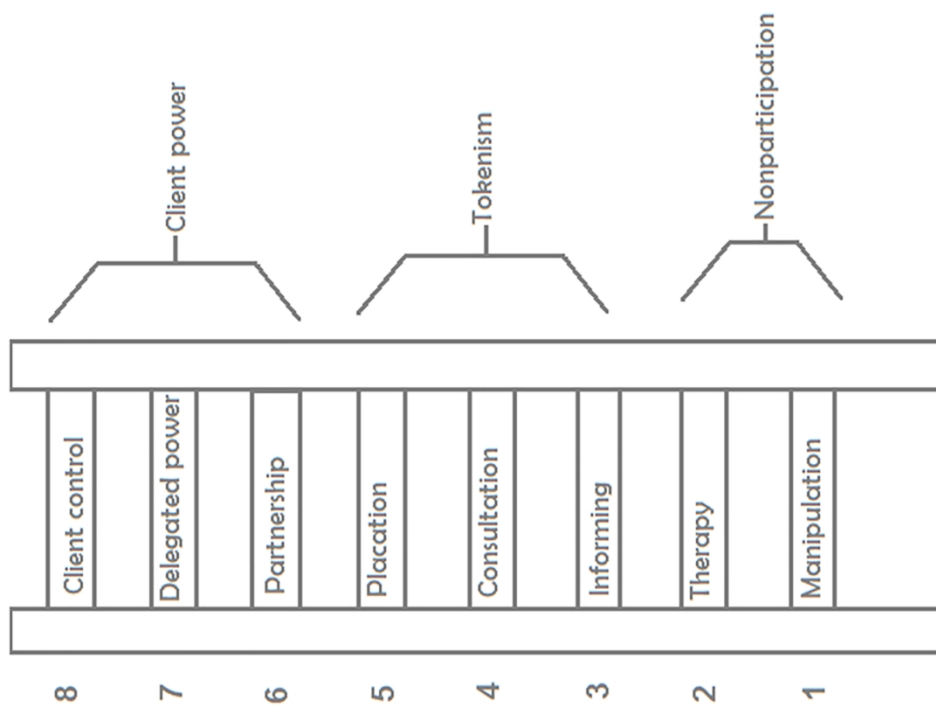 8 Client control
7 Delegated power
6 Partnership
Client power
5 Placation
4 Consultation
3 Informing
Tokenism
2 Therapy
1 Manipulation
Nonparticipation